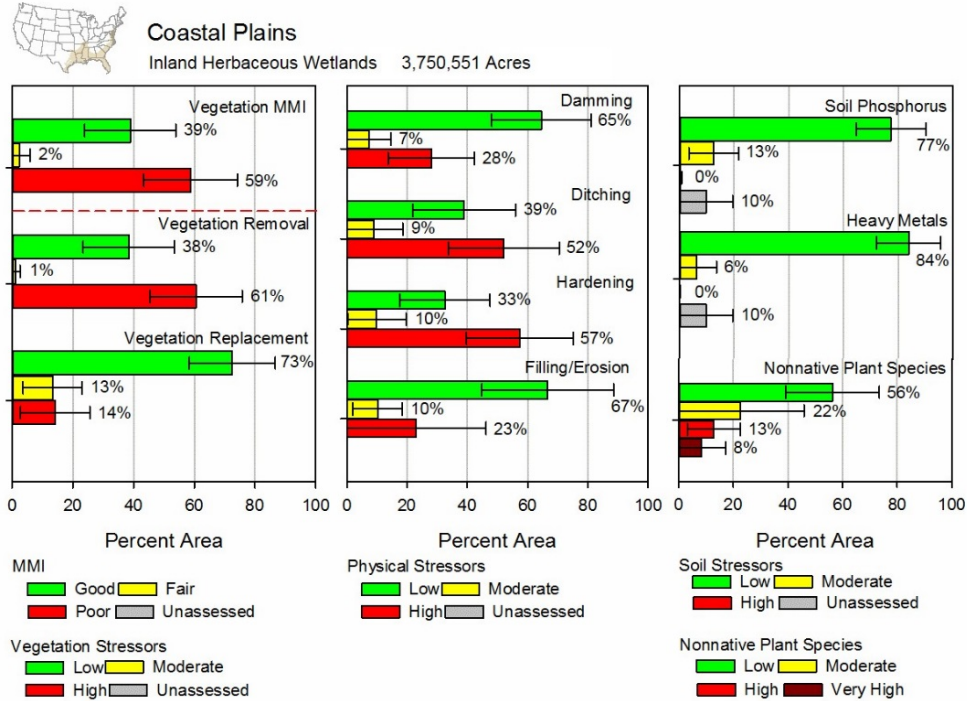 Coastal Plains
Inland Herbaceous Wetlands 3,750,551 Acres
Vegetation MMI
39%
2%
59%
Vegetation Removal
38%
1%
61%
Vegetation Replacement
73%
13%
14%
0 20 40 60 80 100
Percent Area
MMI
Good Fair
Poor Unassessed
Vegetation Stressors
Low Moderate
High Unassessed
Damming
65%
7%
28%
Ditching
39%
9%
52%
Hardening
33%
10%
57%
Filling/Erosion
67%
10%
23%
0 20 40 60 80 100
Percent Area
Physical Stressors
Low Moderate
High Unassessed
Soil Phosphorus
77%
13%
0%
10%
Heavy Metals
84%
6%
0%
10%
Nonnative Plant Species
56%
22%
13%
8%
0 20 40 60 80 100
Percent Area
Soil Stressors
Low Moderate
High Unassessed
Nonnative Plant Species
Low Moderate
High Very High